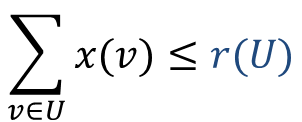 ∑_{v∈U} x(v) ≤ r(U)